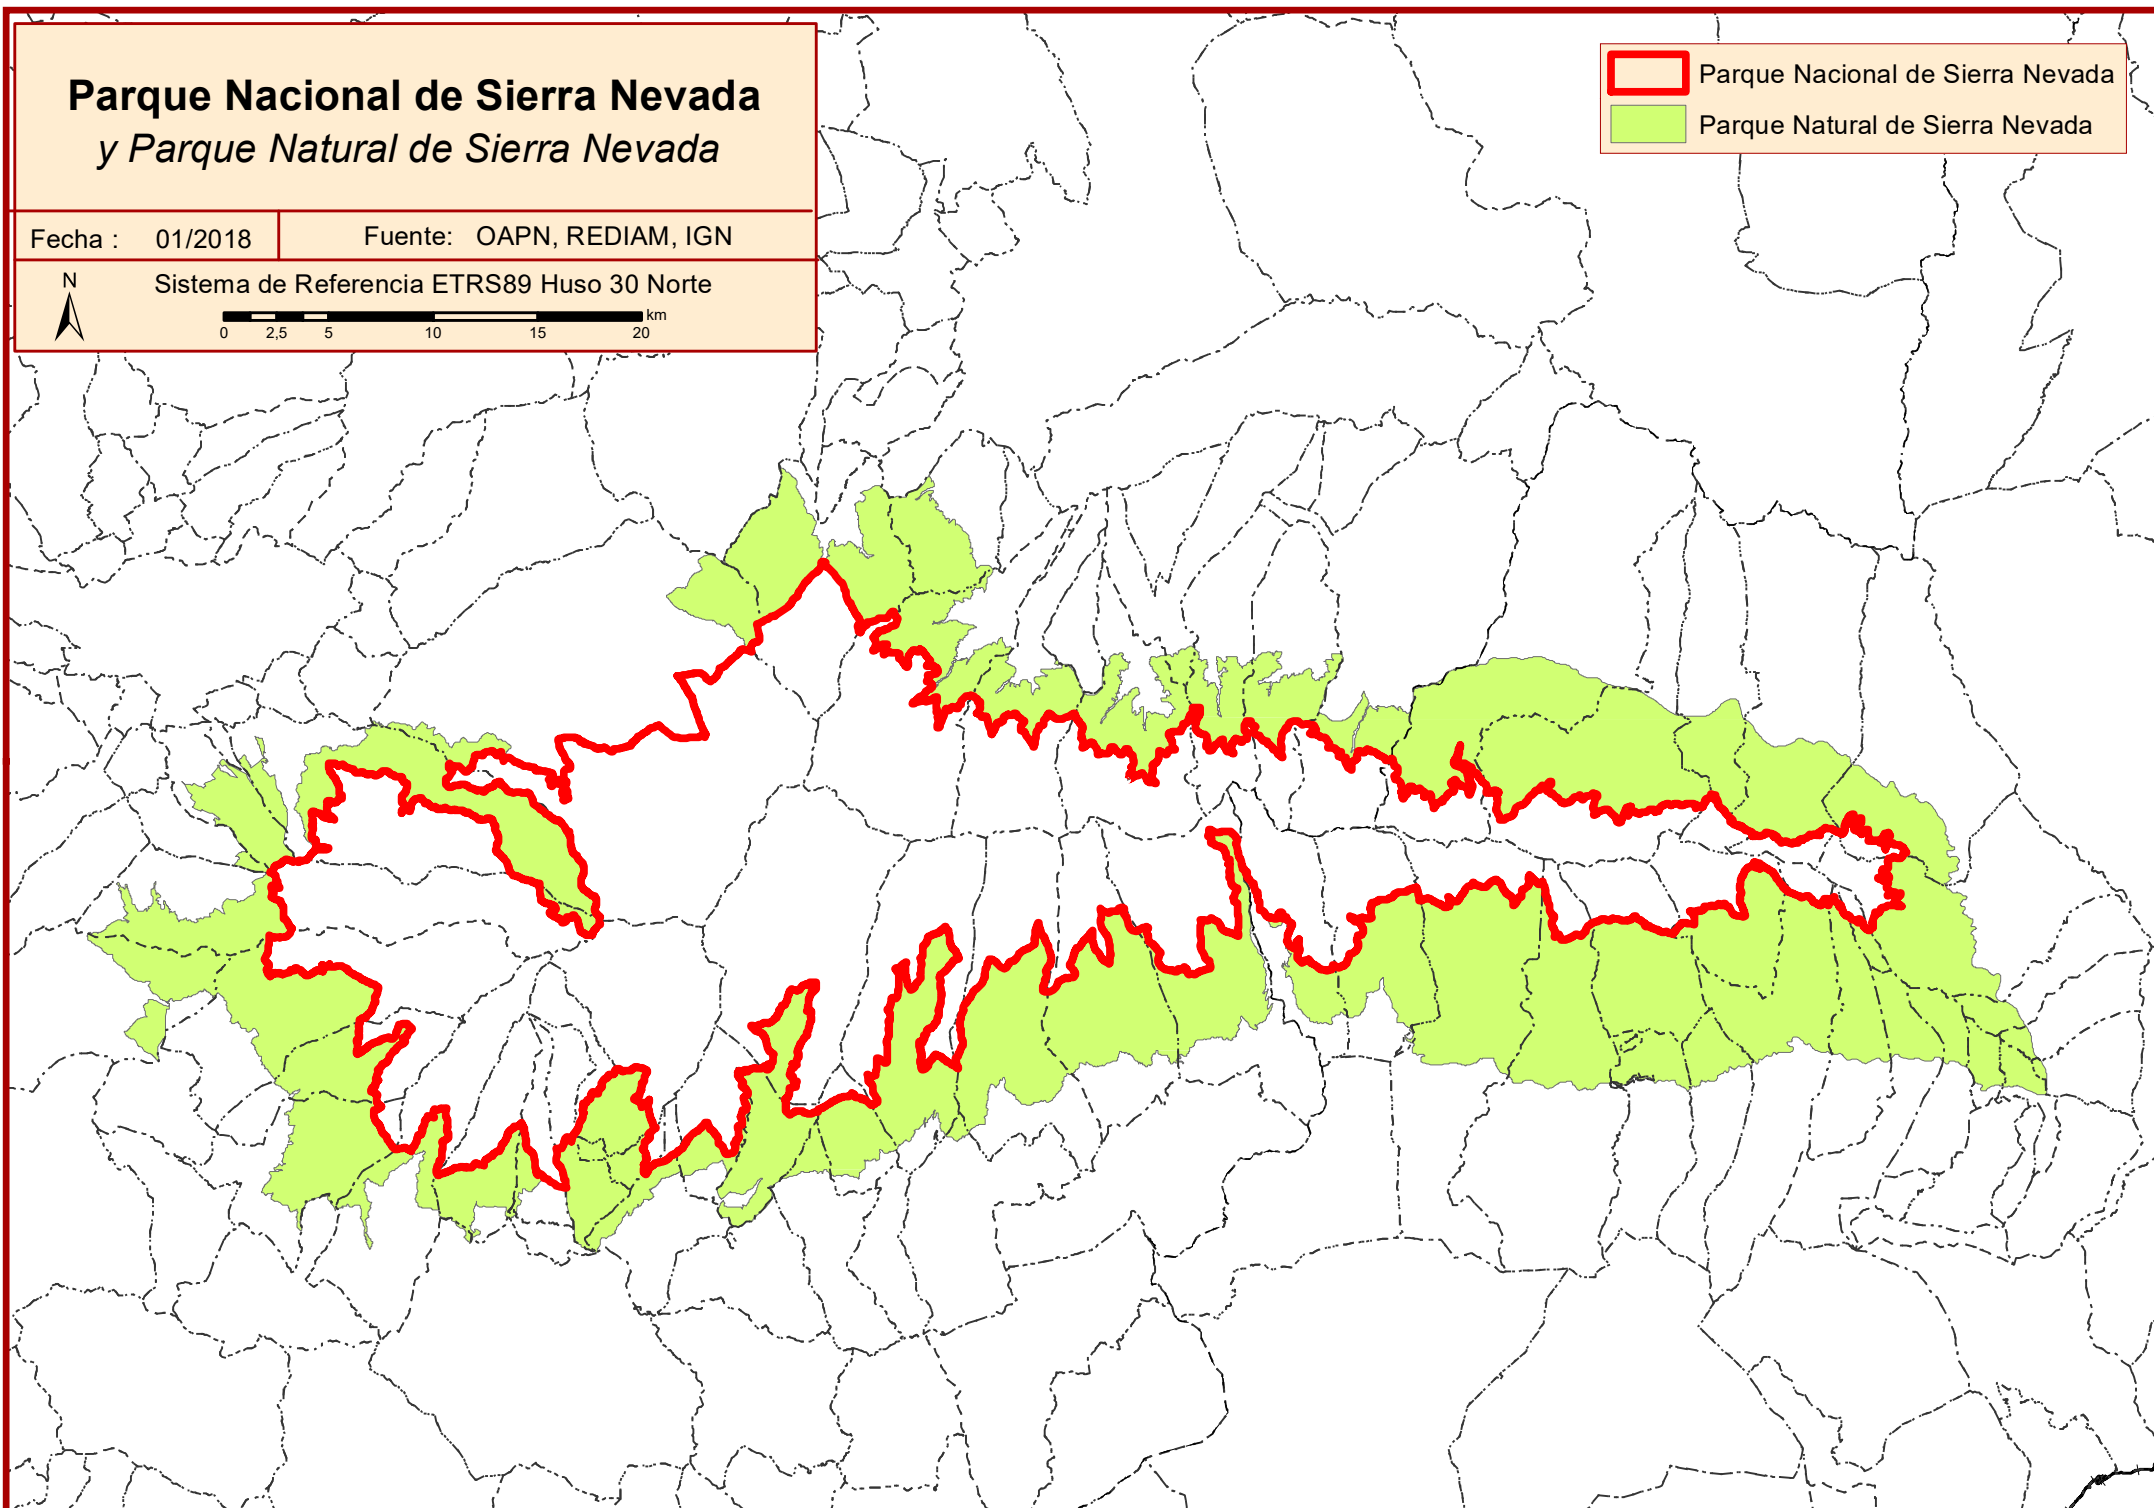 Parque Nacional de Sierra Nevada
y Parque Natural de Sierra Nevada
Fecha : 01/2018
Fuente: OAPN, REDIAM, IGN
N
Sistema de Referencia ETRS89 Huso 30 Norte
km
0 2,5 5 10 15 20
Parque Nacional de Sierra Nevada
Parque Natural de Sierra Nevada